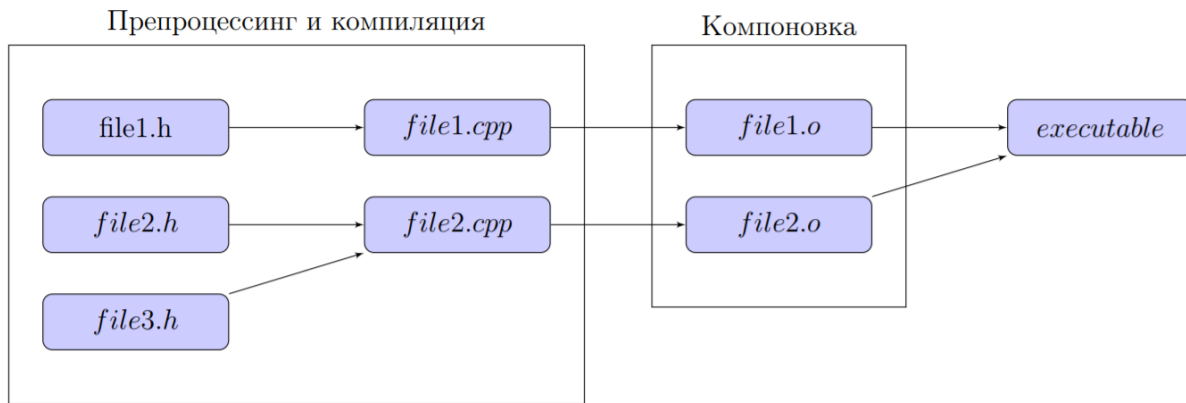 Препроцессинг и компиляция
Компоновка
file1.h
file1.cpp
file1.o
executable
file2.h
file2.cpp
file2.o
file3.h